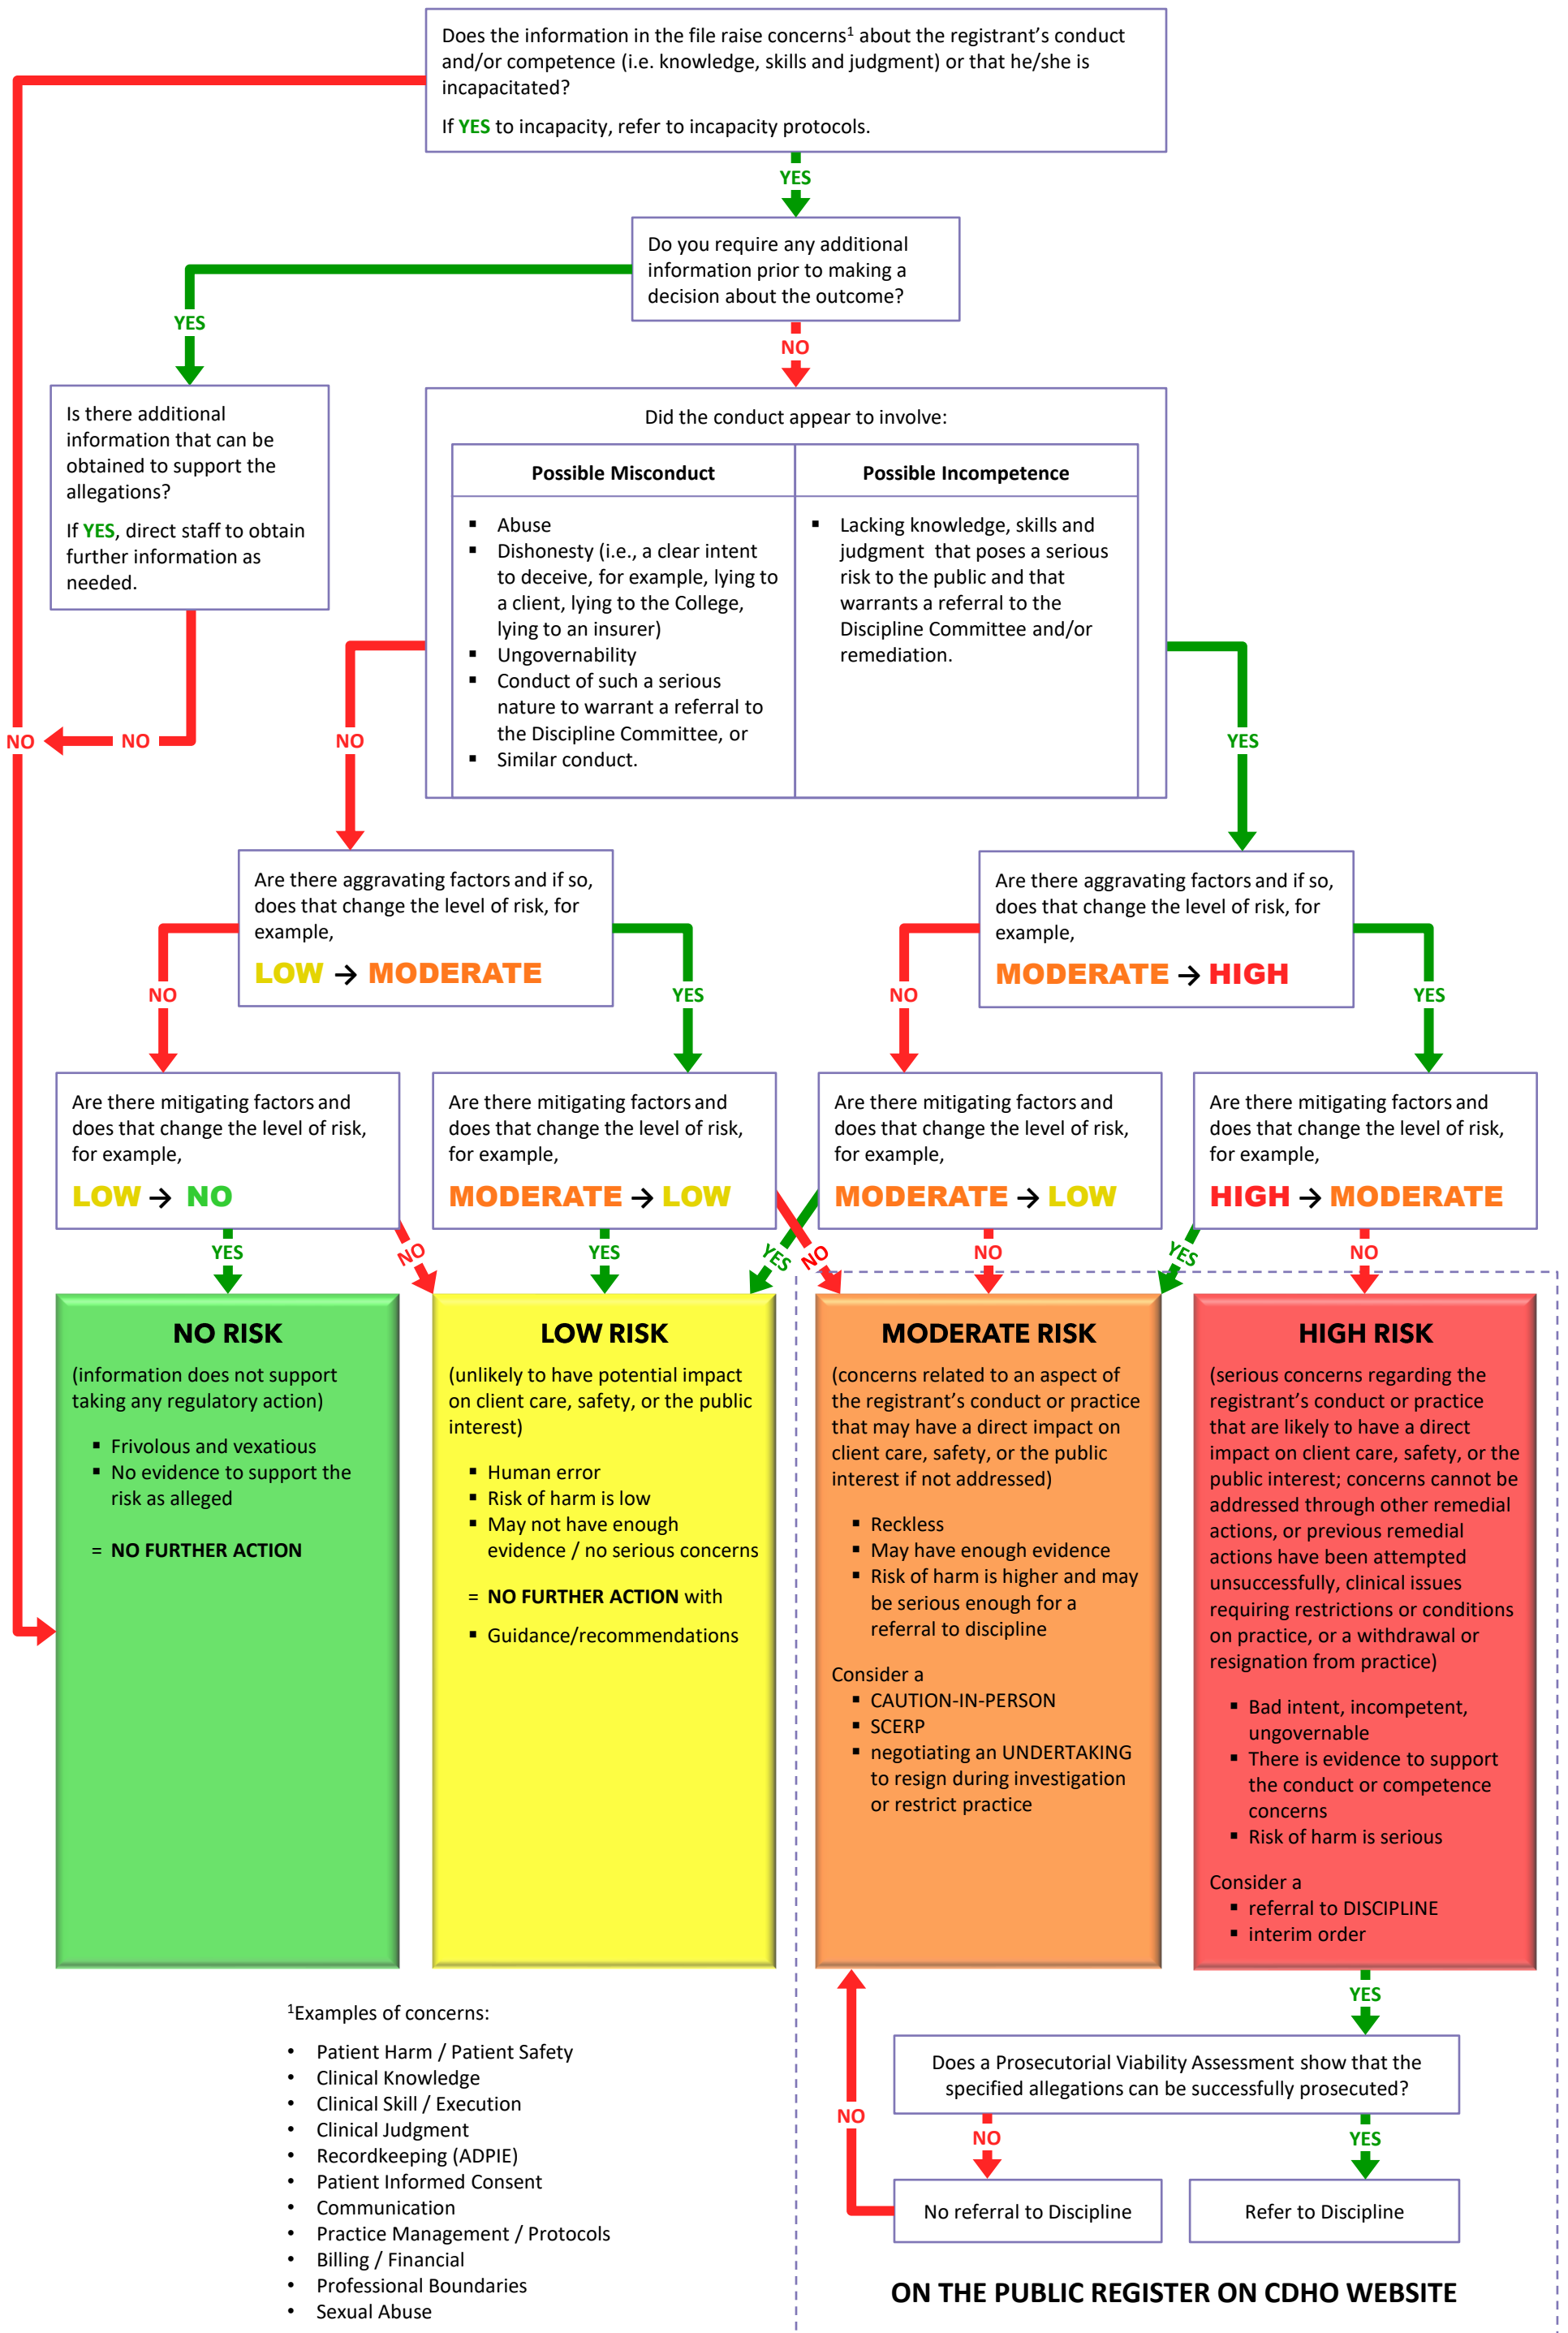 Does the information in the file raise concerns¹ about the registrant’s conduct
and/or competence (i.e. knowledge, skills and judgment) or that he/she is
incapacitated?
If YES to incapacity, refer to incapacity protocols.
YES
Do you require any additional
information prior to making a
decision about the outcome?
YES
NO
Is there additional
information that can be
obtained to support the
allegations?
If YES, direct staff to obtain
further information as
needed.
NO
NO
Did the conduct appear to involve:
Possible Misconduct
▪ Abuse
▪ Dishonesty (i.e., a clear intent
to deceive, for example, lying to
a client, lying to the College,
lying to an insurer)
▪ Ungovernability
▪ Conduct of such a serious
nature to warrant a referral to
the Discipline Committee, or
▪ Similar conduct.
Possible Incompetence
▪ Lacking knowledge, skills and
judgment that poses a serious
risk to the public and that
warrants a referral to the
Discipline Committee and/or
remediation.
NO
YES
Are there aggravating factors and if so,
does that change the level of risk, for
example,
LOW → MODERATE
NO
YES
Are there aggravating factors and if so,
does that change the level of risk, for
example,
MODERATE → HIGH
NO
YES
Are there mitigating factors and
does that change the level of risk,
for example,
LOW → NO
YES
NO
Are there mitigating factors and
does that change the level of risk,
for example,
MODERATE → LOW
YES
NO
Are there mitigating factors and
does that change the level of risk,
for example,
MODERATE → LOW
YES
NO
Are there mitigating factors and
does that change the level of risk,
for example,
HIGH → MODERATE
YES
NO
NO RISK
(information does not support
taking any regulatory action)
▪ Frivolous and vexatious
▪ No evidence to support the
risk as alleged
= NO FURTHER ACTION
LOW RISK
(unlikely to have potential impact
on client care, safety, or the public
interest)
▪ Human error
▪ Risk of harm is low
▪ May not have enough
evidence / no serious concerns
= NO FURTHER ACTION with
▪ Guidance/recommendations
MODERATE RISK
(concerns related to an aspect of
the registrant’s conduct or practice
that may have a direct impact on
client care, safety, or the public
interest if not addressed)
▪ Reckless
▪ May have enough evidence
▪ Risk of harm is higher and may
be serious enough for a
referral to discipline
Consider a
▪ CAUTION-IN-PERSON
▪ SCERP
▪ negotiating an UNDERTAKING
to resign during investigation
or restrict practice
HIGH RISK
(serious concerns regarding the
registrant’s conduct or practice
that are likely to have a direct
impact on client care, safety, or the
public interest; concerns cannot be
addressed through other remedial
actions, or previous remedial
actions have been attempted
unsuccessfully, clinical issues
requiring restrictions or conditions
on practice, or a withdrawal or
resignation from practice)
▪ Bad intent, incompetent,
ungovernable
▪ There is evidence to support
the conduct or competence
concerns
▪ Risk of harm is serious
Consider a
▪ referral to DISCIPLINE
▪ interim order
YES
Does a Prosecutorial Viability Assessment show that the
specified allegations can be successfully prosecuted?
NO
NO
YES
No referral to Discipline
Refer to Discipline
ON THE PUBLIC REGISTER ON CDHO WEBSITE
¹Examples of concerns:
• Patient Harm / Patient Safety
• Clinical Knowledge
• Clinical Skill / Execution
• Clinical Judgment
• Recordkeeping (ADPIE)
• Patient Informed Consent
• Communication
• Practice Management / Protocols
• Billing / Financial
• Professional Boundaries
• Sexual Abuse